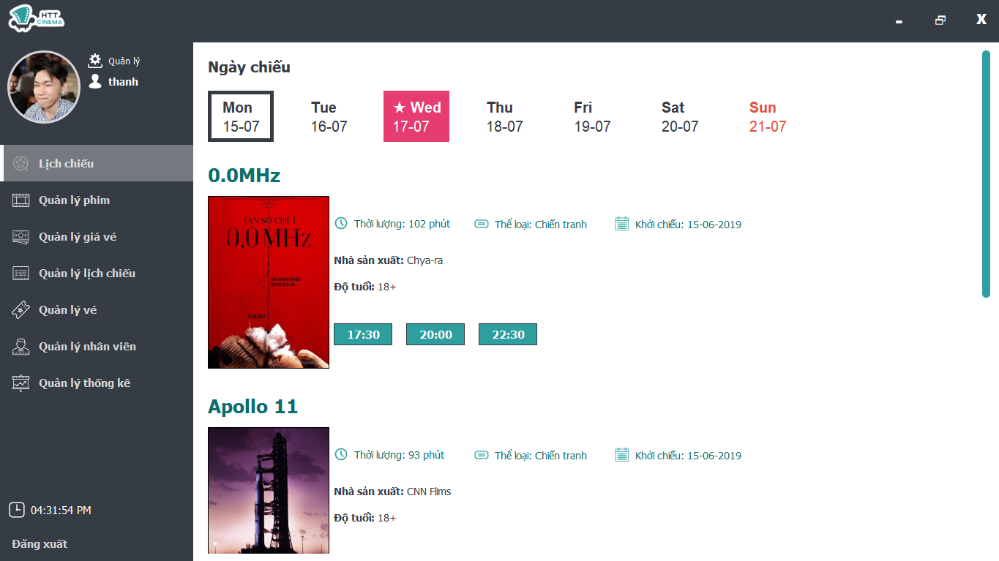 HTT
CINEMA
X
Quản lý
thanh
Lịch chiếu
Quản lý phim
Quản lý giá vé
Quản lý lịch chiếu
Quản lý vé
Quản lý nhân viên
Quản lý thống kê
04:31:54 PM
Đăng xuất
Ngày chiếu
Mon
15-07
Tue
16-07
★ Wed
17-07
Thu
18-07
Fri
19-07
Sat
20-07
Sun
21-07
0.0MHz
TẦN SỐ CHẾT
0.0 MHz
07.06.2019
Thời lượng: 102 phút
Thể loại: Chiến tranh
Khởi chiếu: 15-06-2019
Nhà sản xuất: Chya-ra
Độ tuổi: 18+
17:30
20:00
22:30
Apollo 11
Thời lượng: 93 phút
Thể loại: Chiến tranh
Khởi chiếu: 15-06-2019
Nhà sản xuất: CNN Flims
Độ tuổi: 18+